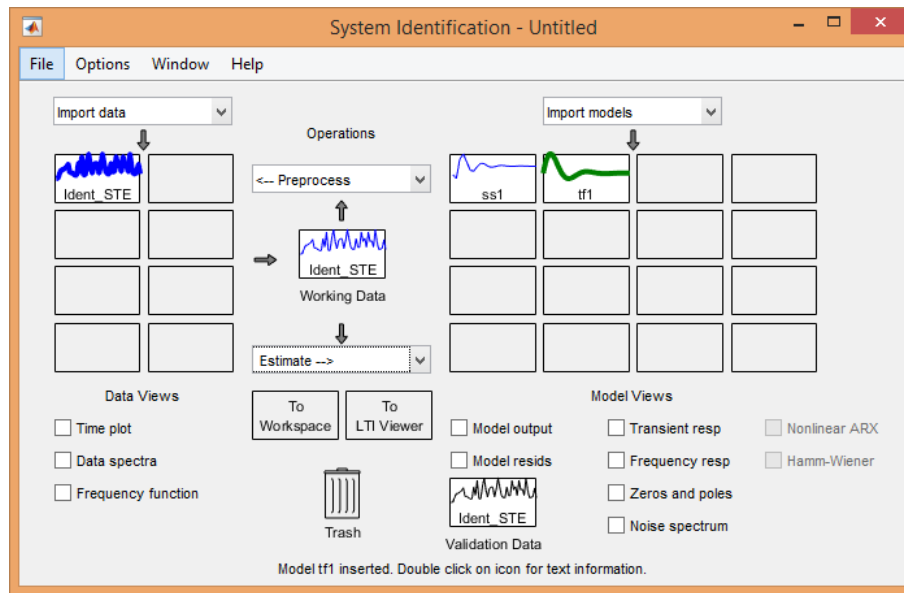 System Identification - Untitled
File Options Window Help
Import data
Import models
Operations
Ident_STE
<-- Preprocess
ss1
tf1
Ident_STE
Working Data
Estimate -->
Data Views
Model Views
To Workspace
To LTI Viewer
Time plot
Data spectra
Frequency function
Model output
Model resids
Transient resp
Frequency resp
Zeros and poles
Noise spectrum
Nonlinear ARX
Hamm-Wiener
Trash
Ident_STE
Validation Data
Model tf1 inserted. Double click on icon for text information.